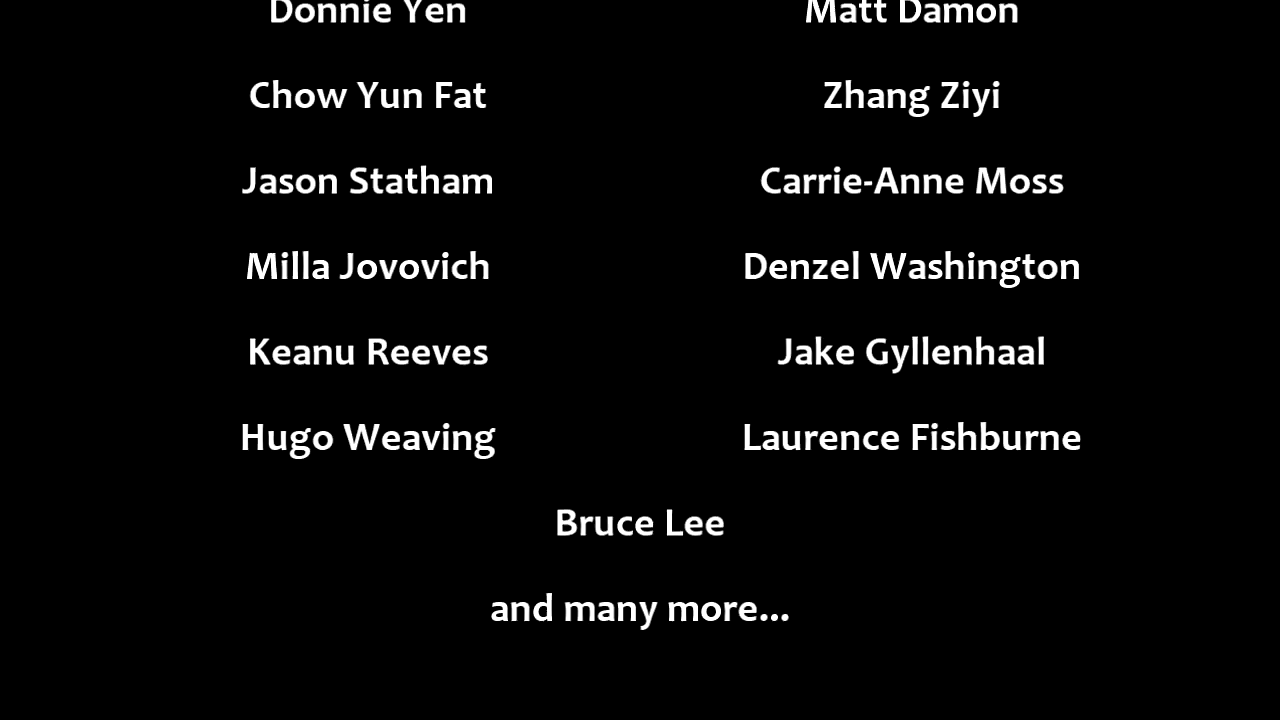 Donnie Yen Matt Damon
Chow Yun Fat Zhang Ziyi
Jason Statham Carrie-Anne Moss
Milla Jovovich Denzel Washington
Keanu Reeves Jake Gyllenhaal
Hugo Weaving Laurence Fishburne
Bruce Lee
and many more...